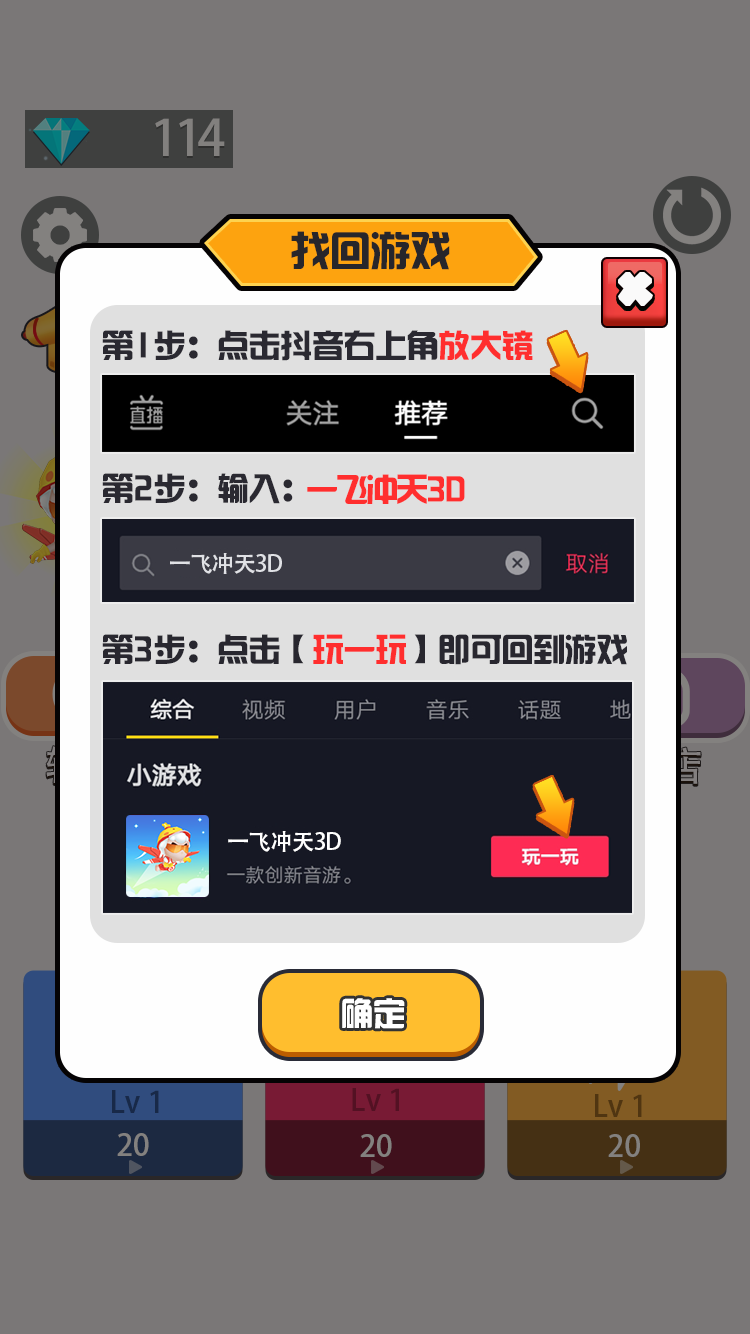 114
找回游戏
第1步：点击抖音右上角放大镜
直播 关注 推荐
第2步：输入：一飞冲天3D
一飞冲天3D 取消
第3步：点击【玩一玩】即可回到游戏
综合 视频 用户 音乐 话题 地
小游戏
一飞冲天3D
玩一玩
一款创新音游。
确定
Lv 1 Lv 1 Lv 1
20 20 20